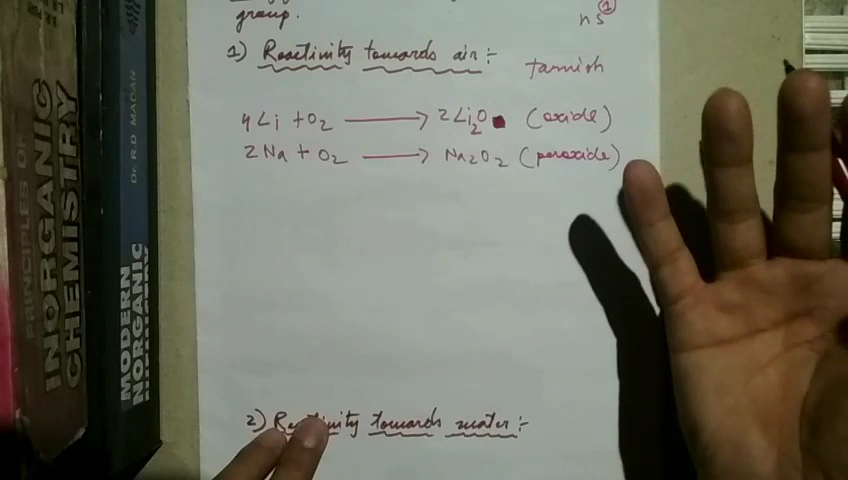 group.
ns①
1) Reactivity towards air :-
tarnish
4Li + O2 ⟶ 2Li2O (oxide)
2Na + O2 ⟶ Na2O2 (peroxide)
2) Reactivity towards water :-
PRINCIPLES OF
INORGANIC
CHEMISTRY
Dr. R.D. MADAN
MODERN
INORGANIC